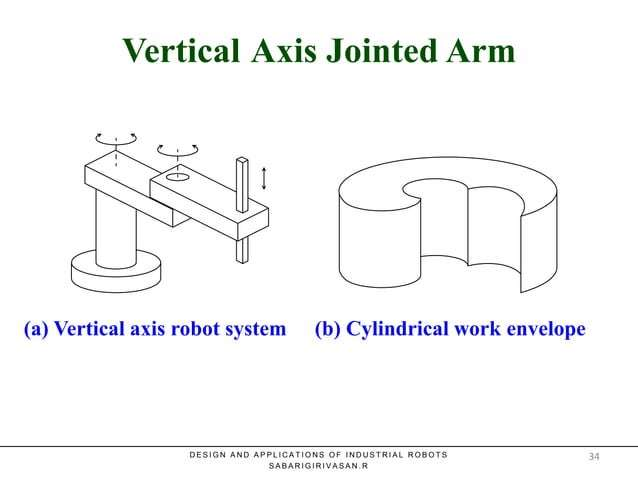 Vertical Axis Jointed Arm
(a) Vertical axis robot system
(b) Cylindrical work envelope
DESIGN AND APPLICATIONS OF INDUSTRIAL ROBOTS
SABARIGIRIVASAN.R
34